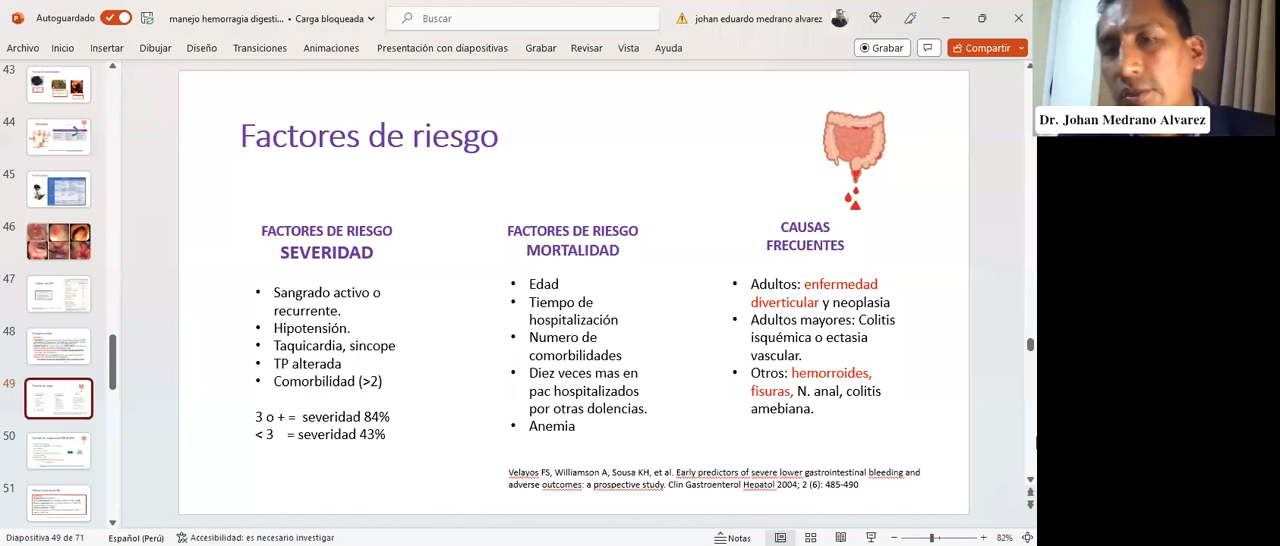 Autoguardado
manejo hemorragia digesti... • Carga bloqueada
Buscar
johan eduardo medrano alvarez
Archivo Inicio Insertar Dibujar Diseño Transiciones Animaciones Presentación con diapositivas Grabar Revisar Vista Ayuda
Grabar
Compartir
43
44
45
46
47
48
49
50
51
Factores de riesgo
FACTORES DE RIESGO
SEVERIDAD
• Sangrado activo o
recurrente.
• Hipotensión.
• Taquicardia, sincope
• TP alterada
• Comorbilidad (>2)
3 o + = severidad 84%
< 3 = severidad 43%
FACTORES DE RIESGO
MORTALIDAD
• Edad
• Tiempo de
hospitalización
• Numero de
comorbilidades
• Diez veces mas en
pac hospitalizados
por otras dolencias.
• Anemia
CAUSAS
FRECUENTES
• Adultos: enfermedad
diverticular y neoplasia
• Adultos mayores: Colitis
isquémica o ectasia
vascular.
• Otros: hemorroides,
fisuras, N. anal, colitis
amebiana.
Velayos FS, Williamson A, Sousa KH, et al. Early predictors of severe lower gastrointestinal bleeding and
adverse outcomes: a prospective study. Clin Gastroenterol Hepatol 2004; 2 (6): 485-490
Dr. Johan Medrano Alvarez
Diapositiva 49 de 71
Español (Perú)
Accesibilidad: es necesario investigar
Notas
82%